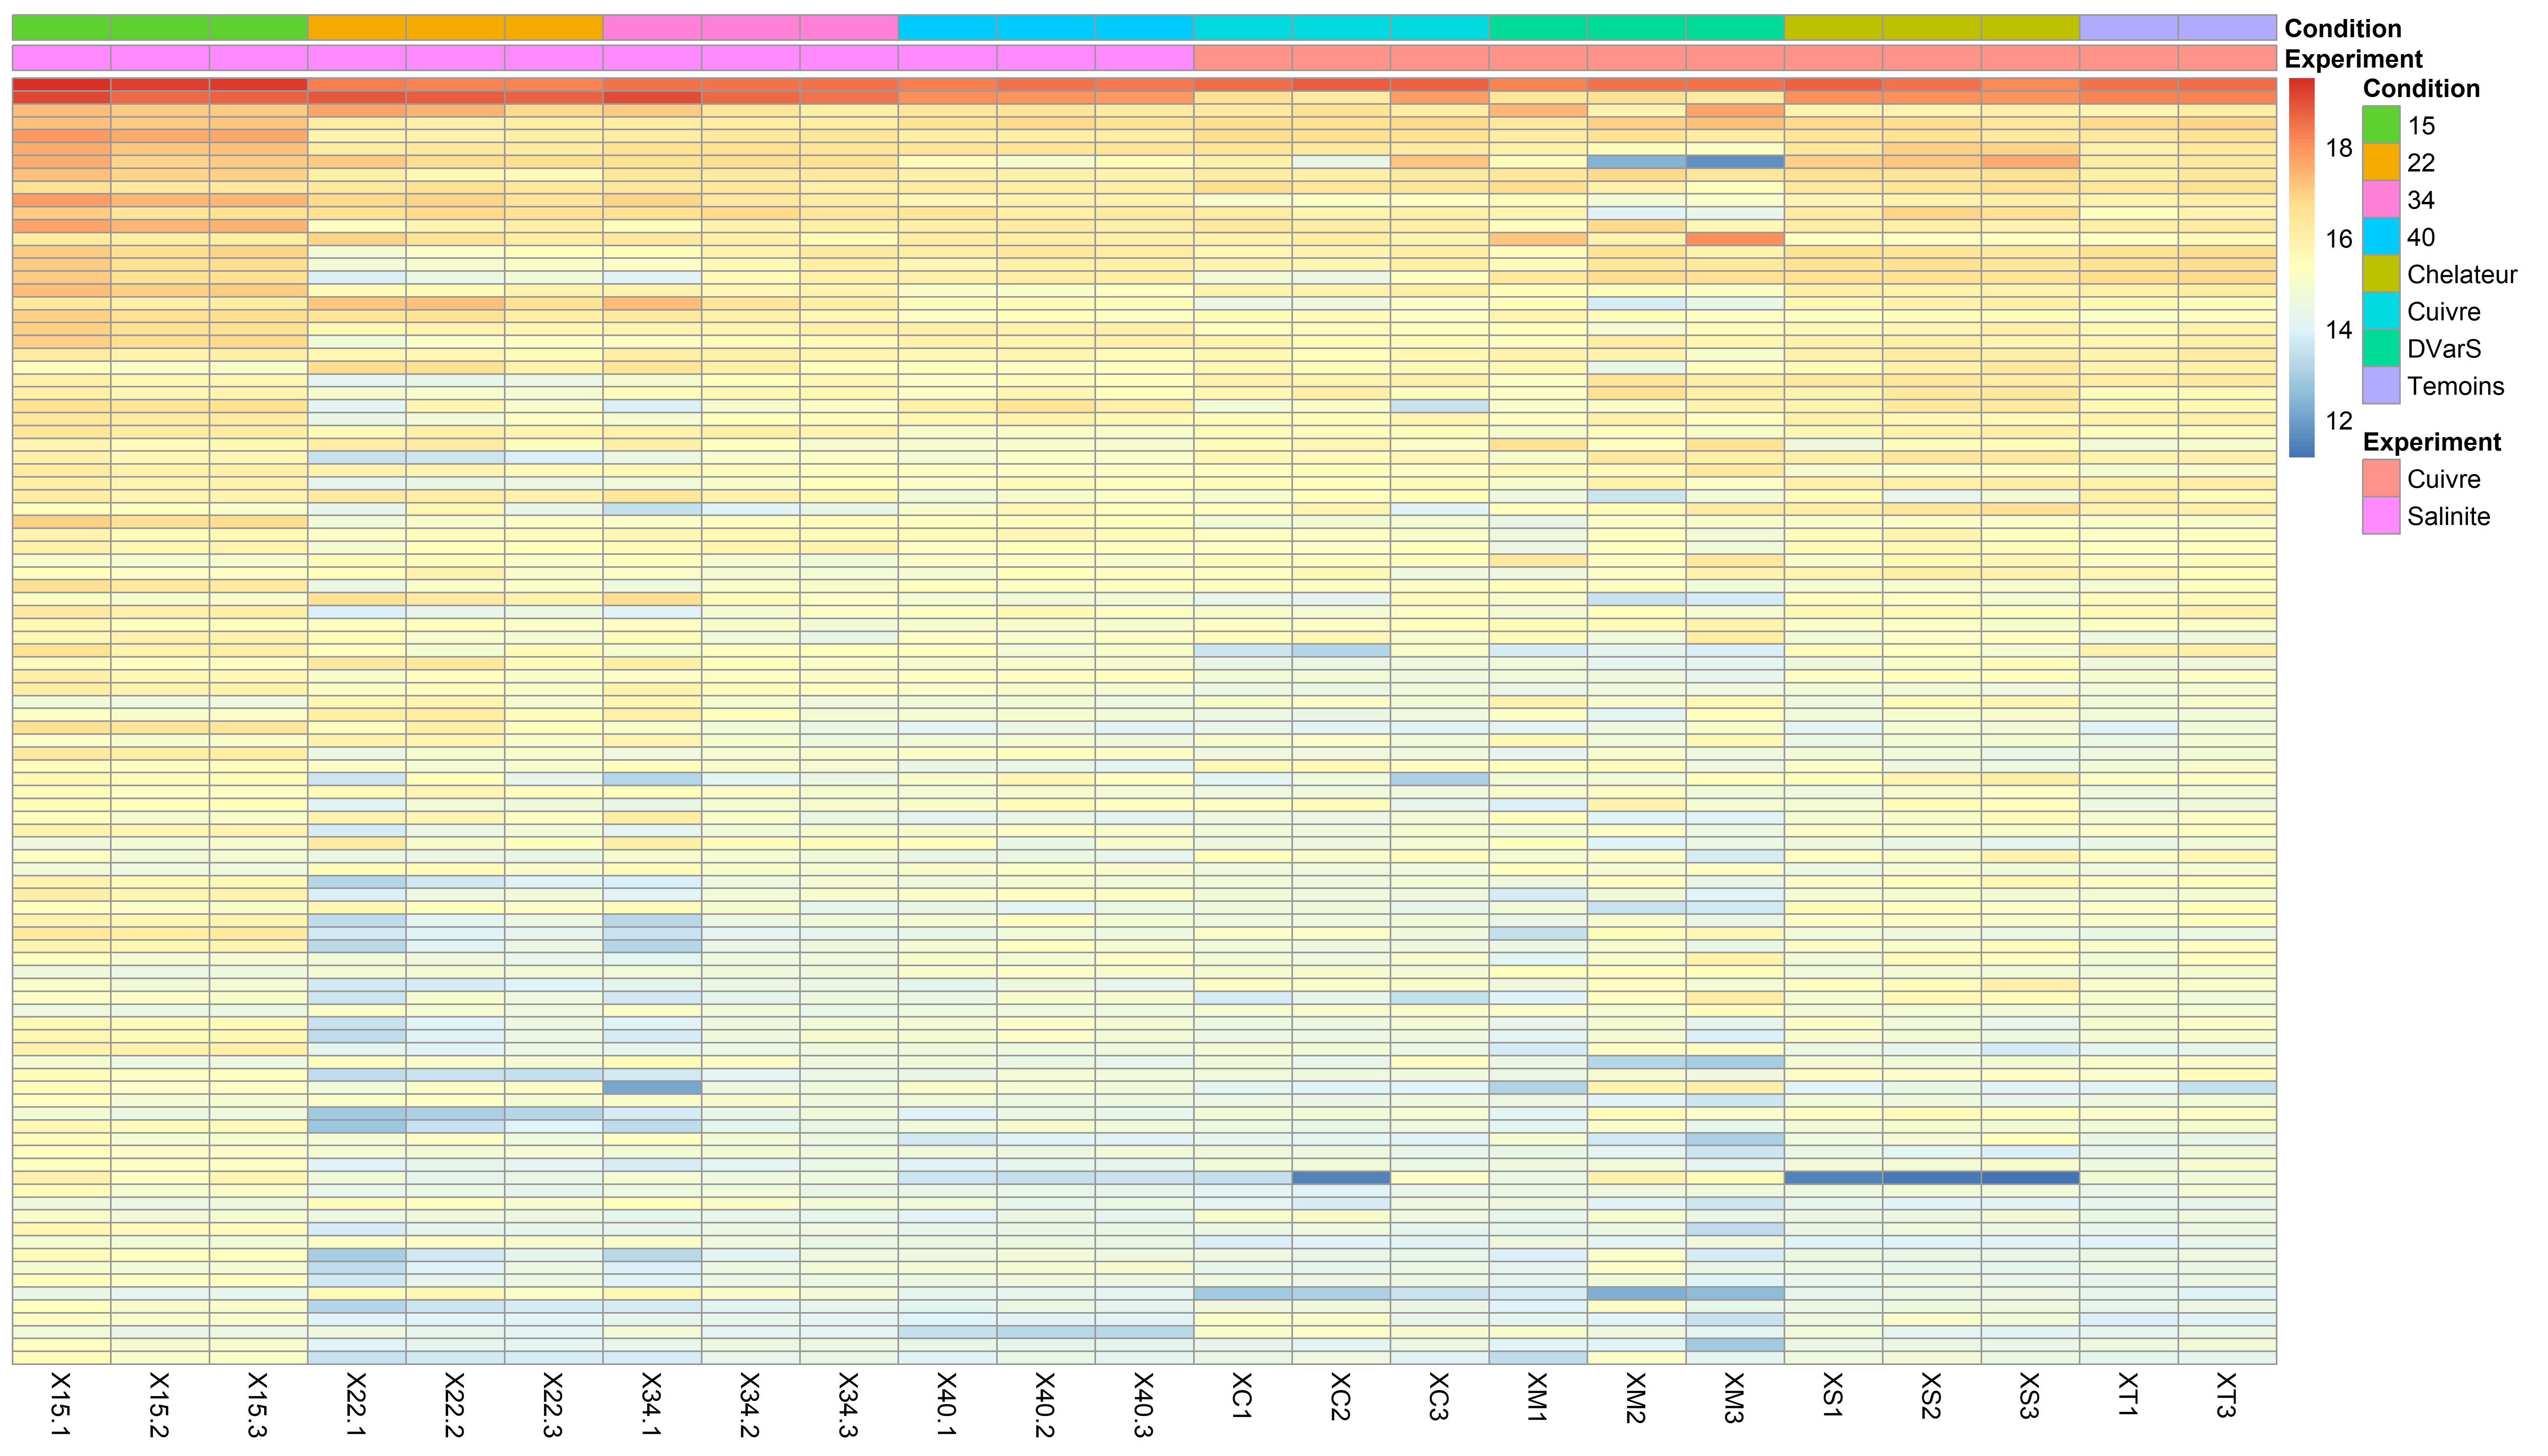 Condition
Experiment
18
16
14
12
Condition
15
22
34
40
Chelateur
Cuivre
DVarS
Temoins
Experiment
Cuivre
Salinite
X15.1
X15.2
X15.3
X22.1
X22.2
X22.3
X34.1
X34.2
X34.3
X40.1
X40.2
X40.3
XC1
XC2
XC3
XM1
XM2
XM3
XS1
XS2
XS3
XT1
XT3